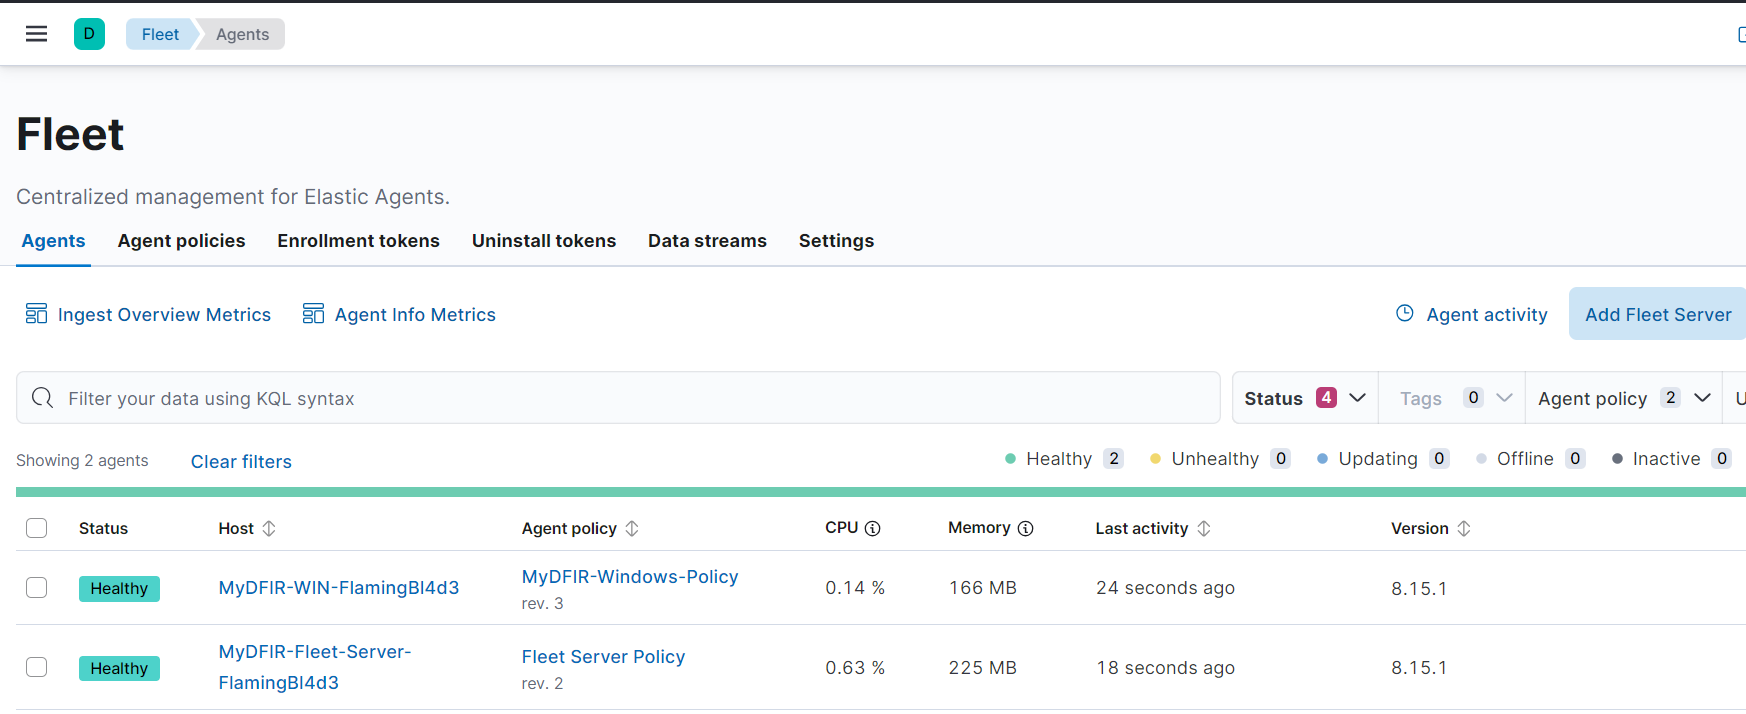 D Fleet Agents
Fleet
Centralized management for Elastic Agents.
Agents Agent policies Enrollment tokens Uninstall tokens Data streams Settings
Ingest Overview Metrics Agent Info Metrics Agent activity Add Fleet Server
Filter your data using KQL syntax Status 4 Tags 0 Agent policy 2 U
Showing 2 agents Clear filters Healthy 2 Unhealthy 0 Updating 0 Offline 0 Inactive 0
Status Host Agent policy CPU Memory Last activity Version
Healthy MyDFIR-WIN-FlamingBl4d3 MyDFIR-Windows-Policy 0.14 % 166 MB 24 seconds ago 8.15.1
rev. 3
MyDFIR-Fleet-Server-
Healthy FlamingBl4d3 Fleet Server Policy 0.63 % 225 MB 18 seconds ago 8.15.1
rev. 2